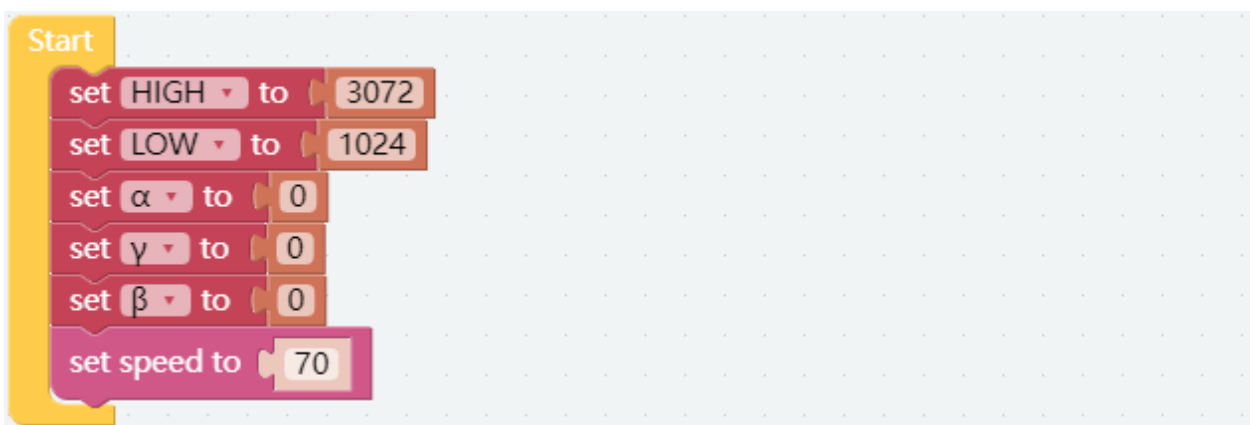 Start
set HIGH to 3072
set LOW to 1024
set α to 0
set γ to 0
set β to 0
set speed to 70